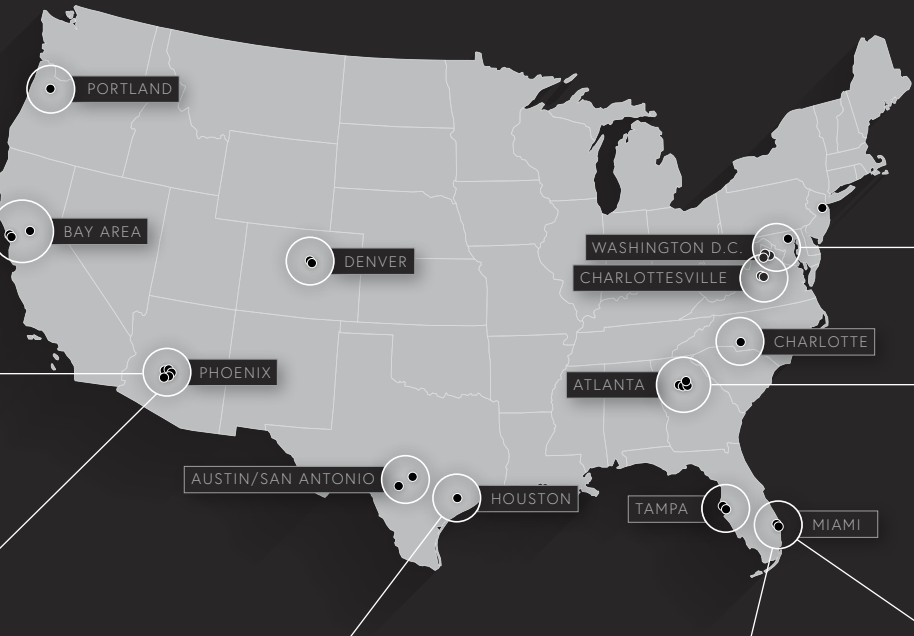 PORTLAND
BAY AREA
WASHINGTON D.C.
DENVER
CHARLOTTESVILLE
CHARLOTTE
PHOENIX
ATLANTA
AUSTIN/SAN ANTONIO
HOUSTON
TAMPA
MIAMI